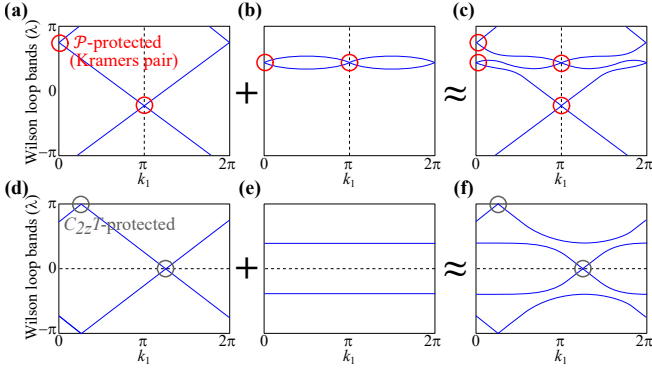 (a) (b) (c)
Wilson loop bands (λ)
π
0
−π
𝒫-protected
(Kramers pair)
0 π 2π
k₁
+
0 π 2π
k₁
≈
0 π 2π
k₁
(d) (e) (f)
Wilson loop bands (λ)
π
0
−π
C₂zT-protected
0 π 2π
k₁
+
0 π 2π
k₁
≈
0 π 2π
k₁